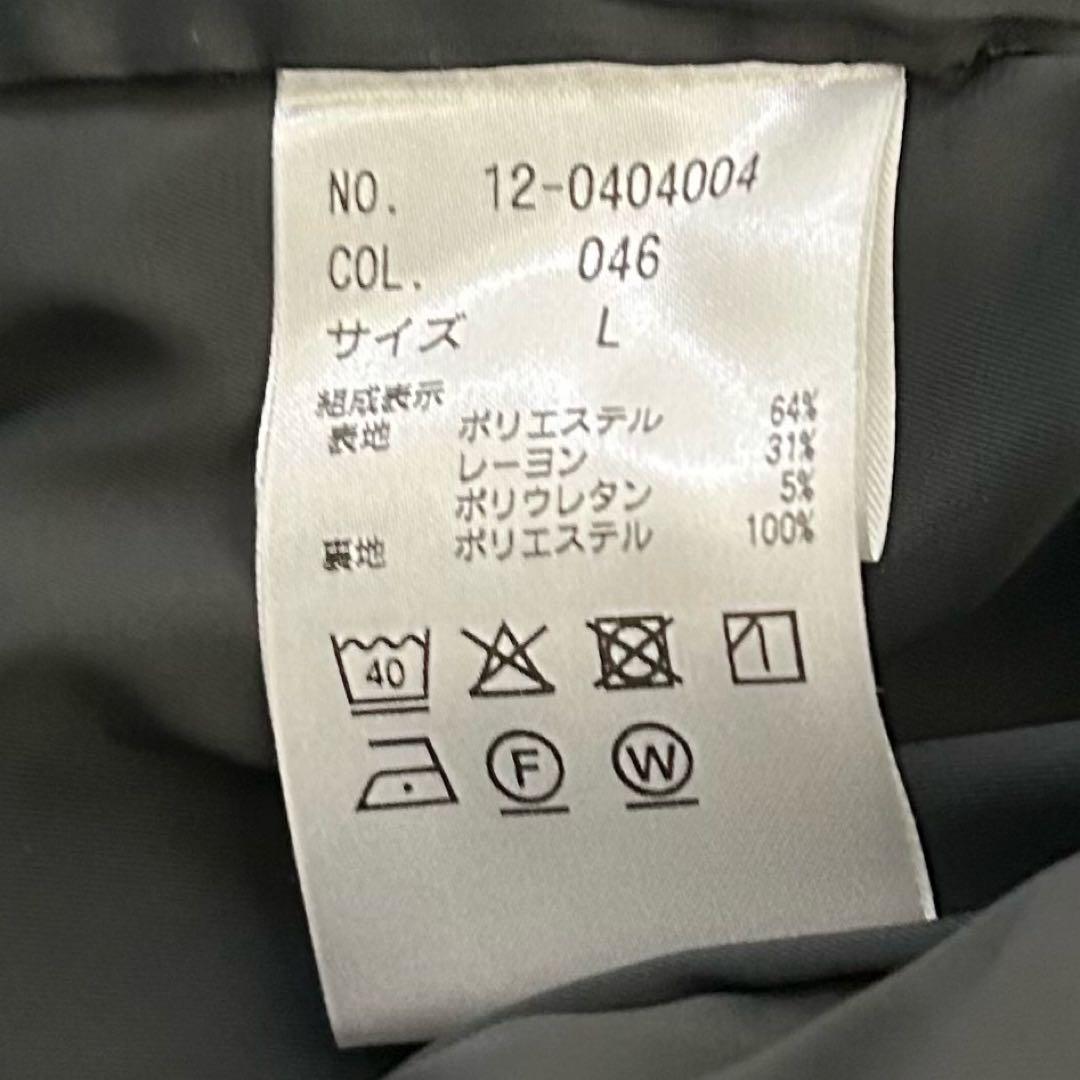 NO. 12-0404004
COL. 046
サイズ L
組成表示
表地 ポリエステル 64%
レーヨン 31%
ポリウレタン 5%
裏地 ポリエステル 100%
40
F W